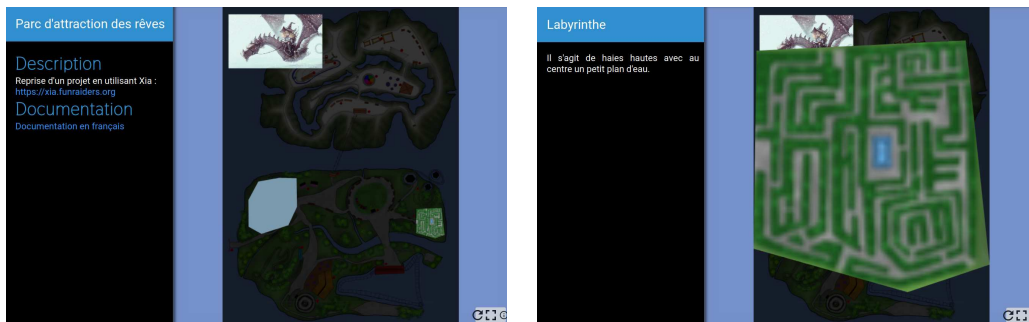 Parc d'attraction des rêves
Description
Reprise d'un projet en utilisant Xia :
https://xia.funraiders.org
Documentation
Documentation en français
Labyrinthe
Il s'agit de haies hautes avec au
centre un petit plan d'eau.